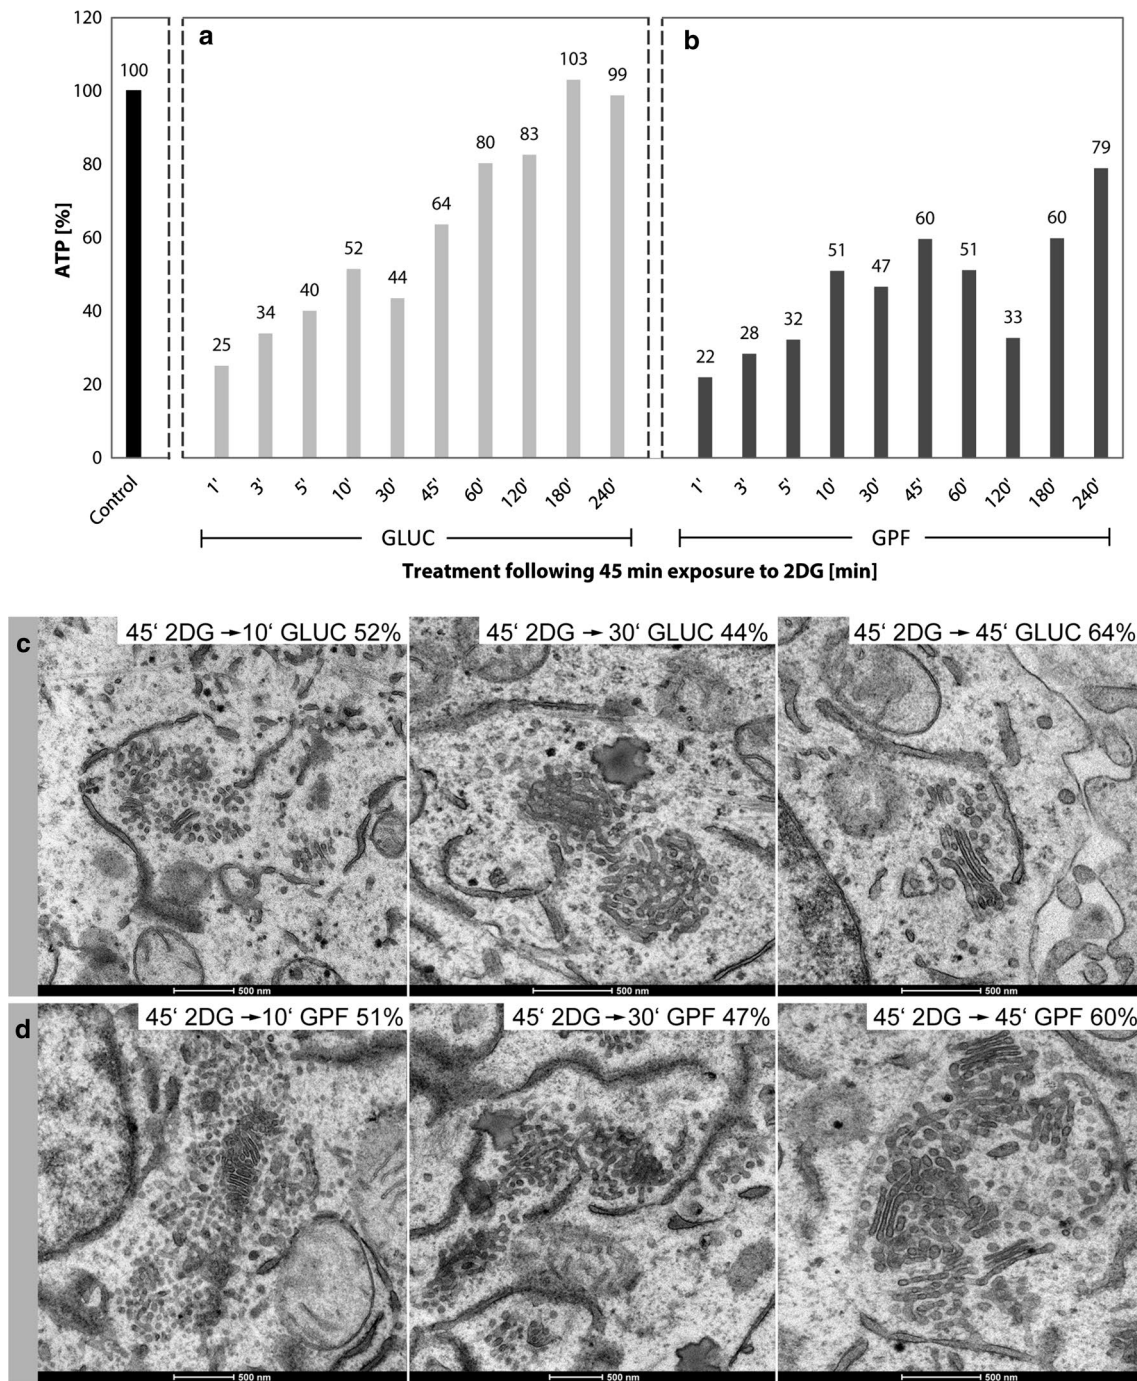 120
100
80
60
40
20
0
ATP [%]
a
b
100
25
34
40
52
44
64
80
83
103
99
22
28
32
51
47
60
51
33
60
79
Control
1' 3' 5' 10' 30' 45' 60' 120' 180' 240'
1' 3' 5' 10' 30' 45' 60' 120' 180' 240'
GLUC
GPF
Treatment following 45 min exposure to 2DG [min]
c
45‘ 2DG → 10‘ GLUC 52%
45‘ 2DG → 30‘ GLUC 44%
45‘ 2DG → 45‘ GLUC 64%
500 nm
500 nm
500 nm
d
45‘ 2DG → 10‘ GPF 51%
45‘ 2DG → 30‘ GPF 47%
45‘ 2DG → 45‘ GPF 60%
500 nm
500 nm
500 nm